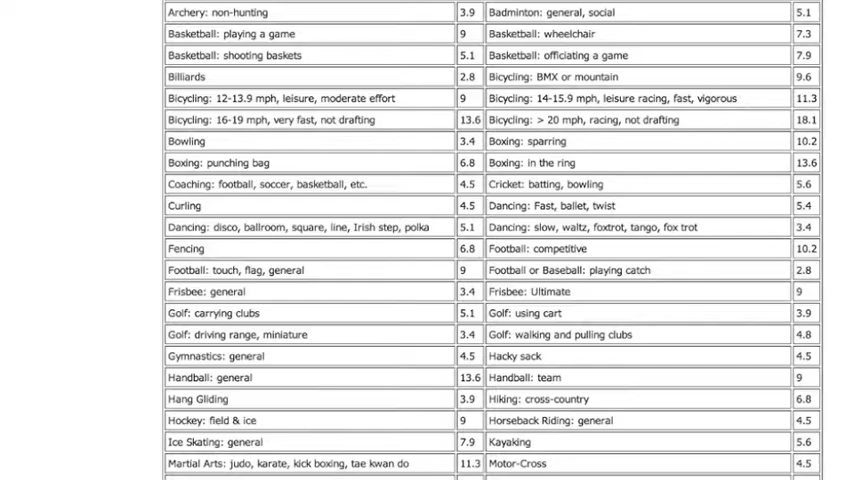 Archery: non-hunting 3.9 Badminton: general, social 5.1
Basketball: playing a game 9 Basketball: wheelchair 7.3
Basketball: shooting baskets 5.1 Basketball: officiating a game 7.9
Billiards 2.8 Bicycling: BMX or mountain 9.6
Bicycling: 12-13.9 mph, leisure, moderate effort 9 Bicycling: 14-15.9 mph, leisure racing, fast, vigorous 11.3
Bicycling: 16-19 mph, very fast, not drafting 13.6 Bicycling: > 20 mph, racing, not drafting 18.1
Bowling 3.4 Boxing: sparring 10.2
Boxing: punching bag 6.8 Boxing: in the ring 13.6
Coaching: football, soccer, basketball, etc. 4.5 Cricket: batting, bowling 5.6
Curling 4.5 Dancing: Fast, ballet, twist 5.4
Dancing: disco, ballroom, square, line, Irish step, polka 5.1 Dancing: slow, waltz, foxtrot, tango, fox trot 3.4
Fencing 6.8 Football: competitive 10.2
Football: touch, flag, general 9 Football or Baseball: playing catch 2.8
Frisbee: general 3.4 Frisbee: Ultimate 9
Golf: carrying clubs 5.1 Golf: using cart 3.9
Golf: driving range, miniature 3.4 Golf: walking and pulling clubs 4.8
Gymnastics: general 4.5 Hacky sack 4.5
Handball: general 13.6 Handball: team 9
Hang Gliding 3.9 Hiking: cross-country 6.8
Hockey: field & ice 9 Horseback Riding: general 4.5
Ice Skating: general 7.9 Kayaking 5.6
Martial Arts: judo, karate, kick boxing, tae kwan do 11.3 Motor-Cross 4.5